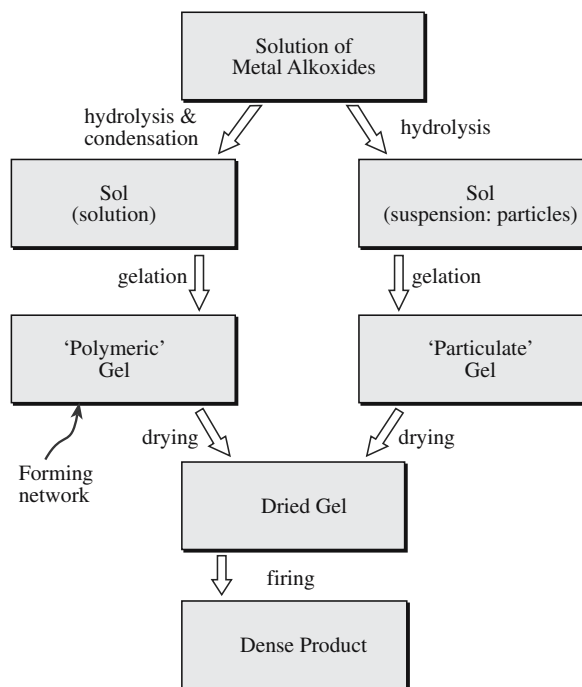 Solution of
Metal Alkoxides
hydrolysis &
condensation
hydrolysis
Sol
(solution)
Sol
(suspension: particles)
gelation
gelation
‘Polymeric’
Gel
‘Particulate’
Gel
drying
drying
Forming
network
Dried Gel
firing
Dense Product